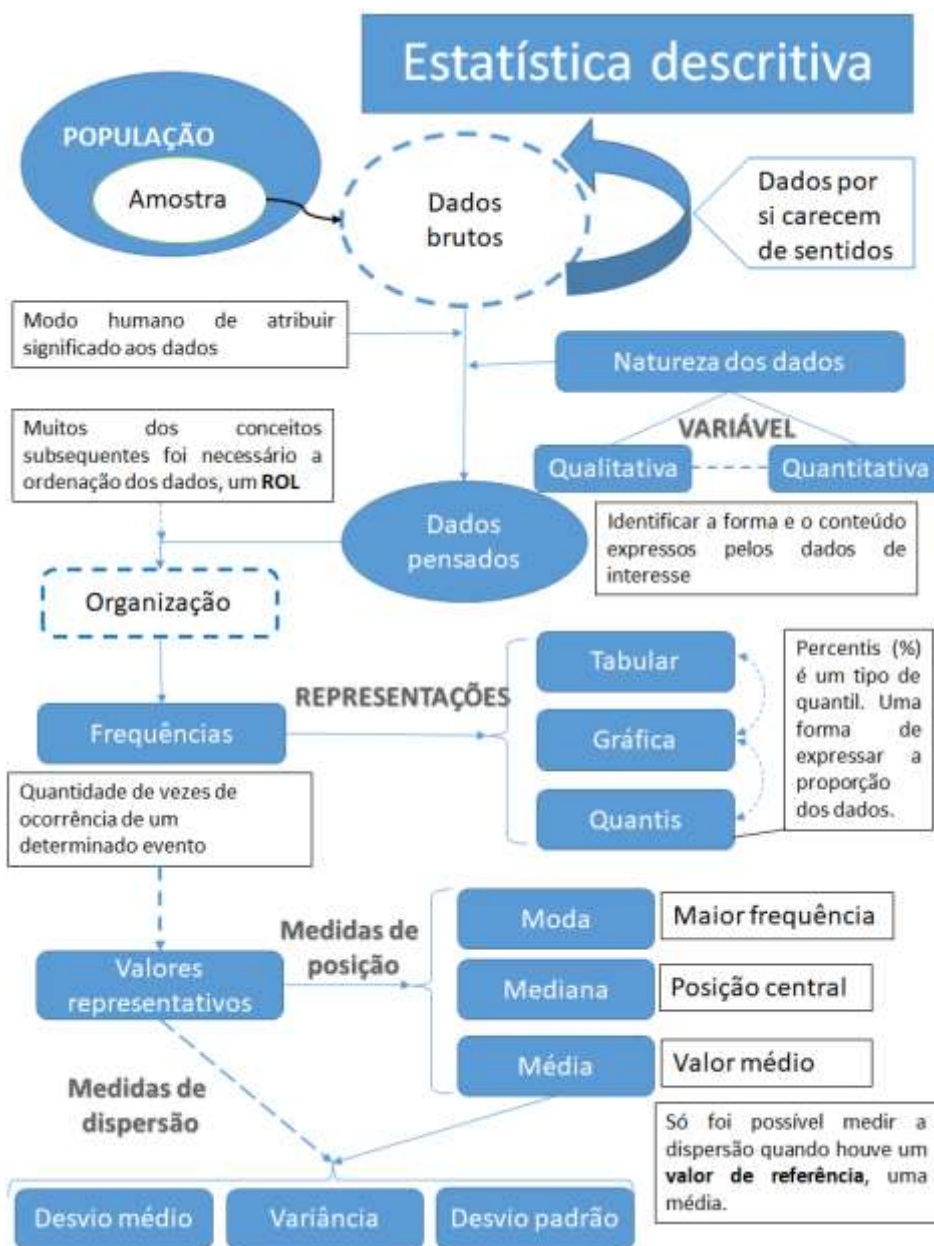 Estatística descritiva
POPULAÇÃO
Amostra
Dados
brutos
Dados por
si carecem
de sentidos
Modo humano de atribuir
significado aos dados
Natureza dos dados
VARIÁVEL
Qualitativa
Quantitativa
Muitos dos conceitos
subsequentes foi necessário a
ordenação dos dados, um ROL
Dados
pensados
Identificar a forma e o conteúdo
expressos pelos dados de
interesse
Organização
REPRESENTAÇÕES
Tabular
Gráfica
Quantis
Percentis (%)
é um tipo de
quantil. Uma
forma de
expressar a
proporção
dos dados.
Frequências
Quantidade de vezes de
ocorrência de um
determinado evento
Valores
representativos
Medidas de
posição
Moda
Maior frequência
Mediana
Posição central
Média
Valor médio
Medidas de
dispersão
Só foi possível medir a
dispersão quando houve um
valor de referência, uma
média.
Desvio médio
Variância
Desvio padrão